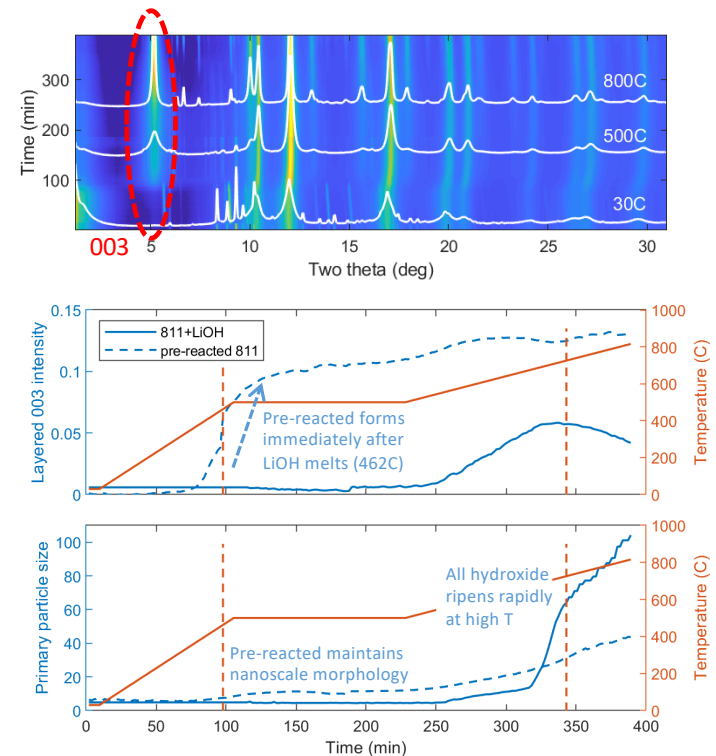 300
200
100
Time (min)
800C
500C
30C
003
5
10
15
20
25
30
Two theta (deg)
0.15
0.1
0.05
0
Layered 003 intensity
811+LiOH
pre-reacted 811
Pre-reacted forms
immediately after
LiOH melts (462C)
1000
800
600
400
200
0
Temperature (C)
100
80
60
40
20
0
Primary particle size
All hydroxide
ripens rapidly
at high T
Pre-reacted maintains
nanoscale morphology
1000
800
600
400
200
0
Temperature (C)
0
50
100
150
200
250
300
350
400
Time (min)